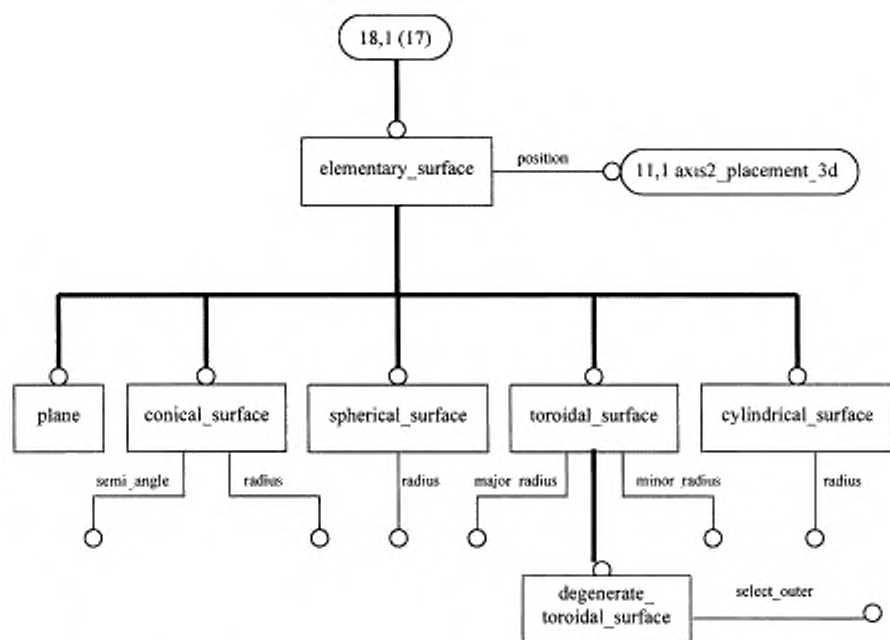 18,1 (17)
elementary_surface
position
11,1 axis2_placement_3d
plane
conical_surface
spherical_surface
toroidal_surface
cylindrical_surface
semi_angle
radius
radius
major_radius
minor_radius
radius
degenerate_
toroidal_surface
select_outer